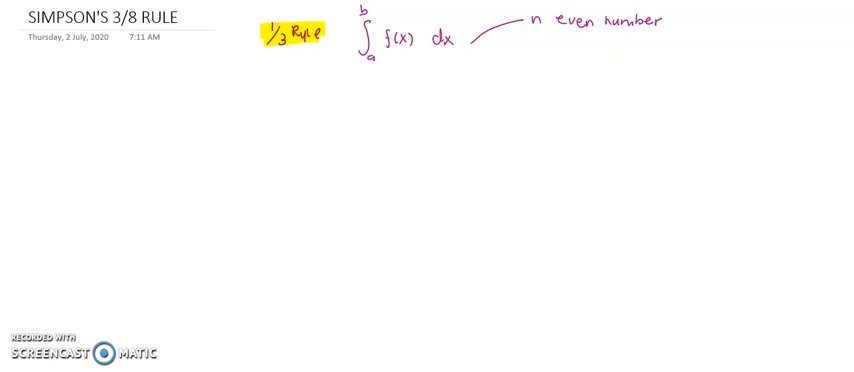 SIMPSON'S 3/8 RULE
Thursday, 2 July, 2020 7:11 AM
1/3 Rule ∫_a^b f(x) dx n even number
RECORDED WITH
SCREENCAST MATIC